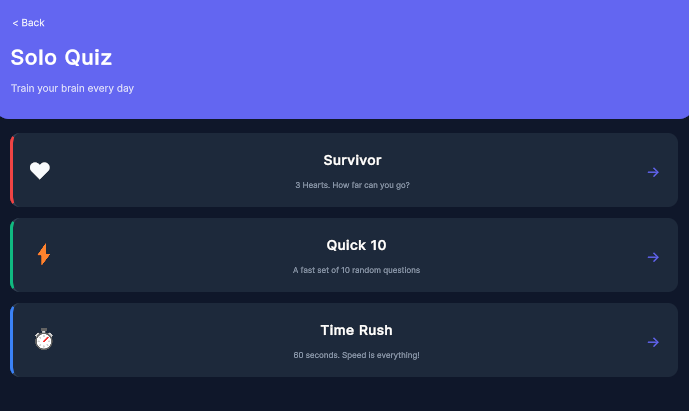 < Back
Solo Quiz
Train your brain every day
Survivor
3 Hearts. How far can you go?
Quick 10
A fast set of 10 random questions
Time Rush
60 seconds. Speed is everything!